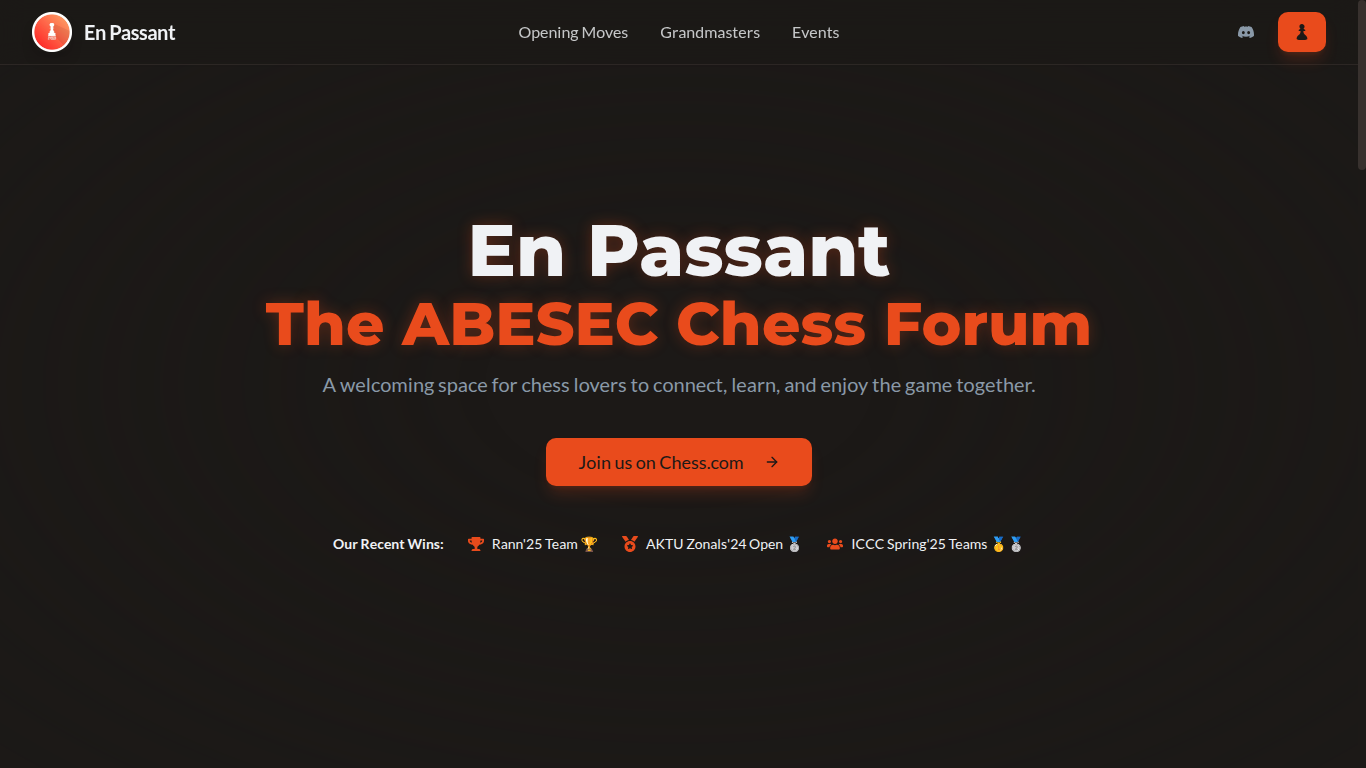 En Passant
Opening Moves
Grandmasters
Events
En Passant
The ABESEC Chess Forum
A welcoming space for chess lovers to connect, learn, and enjoy the game together.
Join us on Chess.com →
Our Recent Wins: Rann'25 Team 🏆 AKTU Zonals'24 Open 🥈 ICCC Spring'25 Teams 🥇 🥈